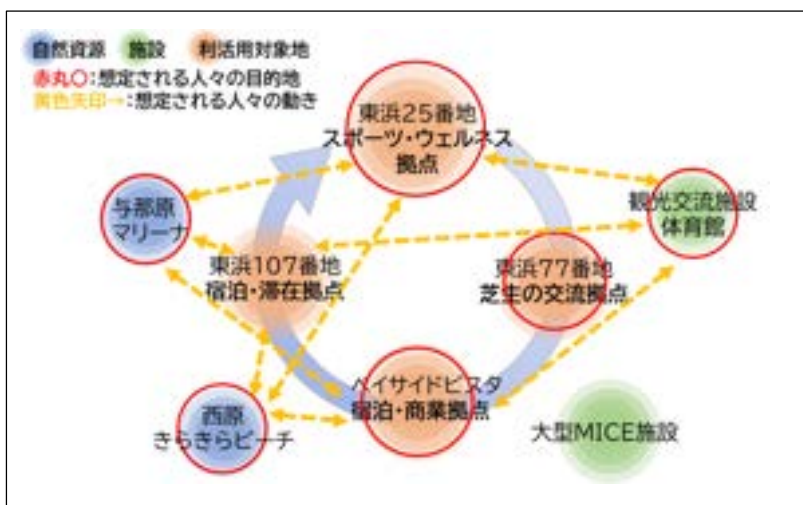 自然資源 施設 利活用対象地
赤丸〇:想定される人々の目的地
黄色矢印→:想定される人々の動き
東浜25番地
スポーツ・ウェルネス
拠点
与那原
マリーナ
観光交流施設
体育館
東浜107番地
宿泊・滞在拠点
東浜77番地
芝生の交流拠点
ベイサイドビスタ
宿泊・商業拠点
西原
きらきらビーチ
大型MICE施設